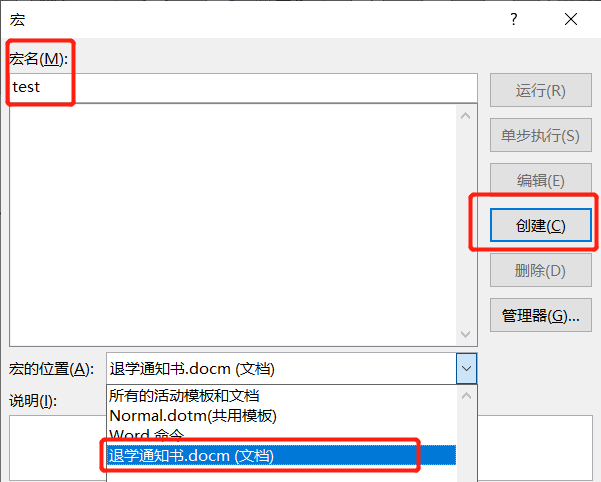 宏
?
宏名(M):
test
运行(R)
单步执行(S)
编辑(E)
创建(C)
删除(D)
管理器(G)...
宏的位置(A): 退学通知书.docm (文档)
说明(I):
所有的活动模板和文档
Normal.dotm(共用模板)
Word 命令
退学通知书.docm (文档)